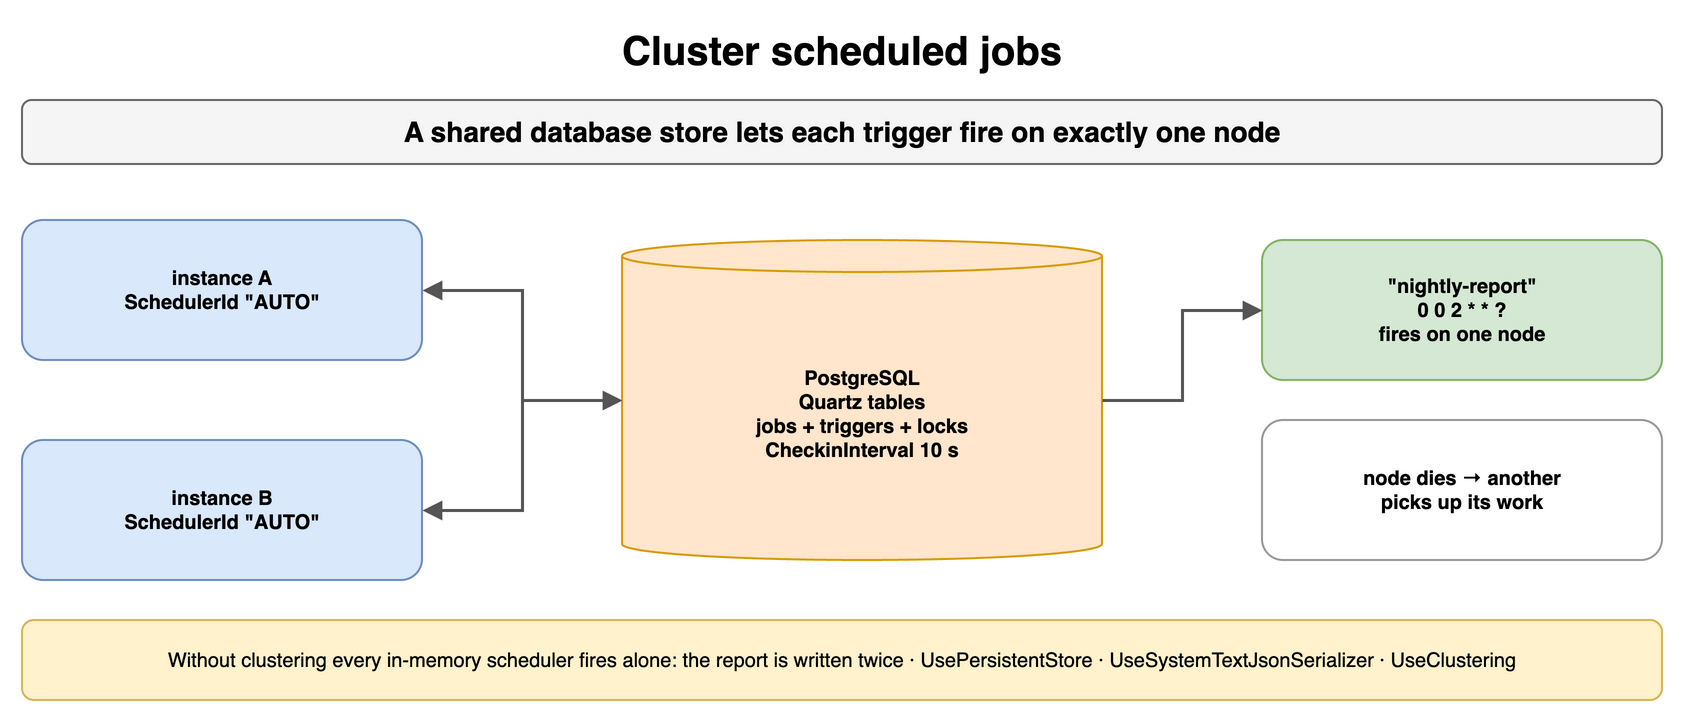 Cluster scheduled jobs
A shared database store lets each trigger fire on exactly one node
instance A
SchedulerId "AUTO"
instance B
SchedulerId "AUTO"
PostgreSQL
Quartz tables
jobs + triggers + locks
CheckinInterval 10 s
"nightly-report"
0 0 2 * * ?
fires on one node
node dies → another
picks up its work
Without clustering every in-memory scheduler fires alone: the report is written twice · UsePersistentStore · UseSystemTextJsonSerializer · UseClustering